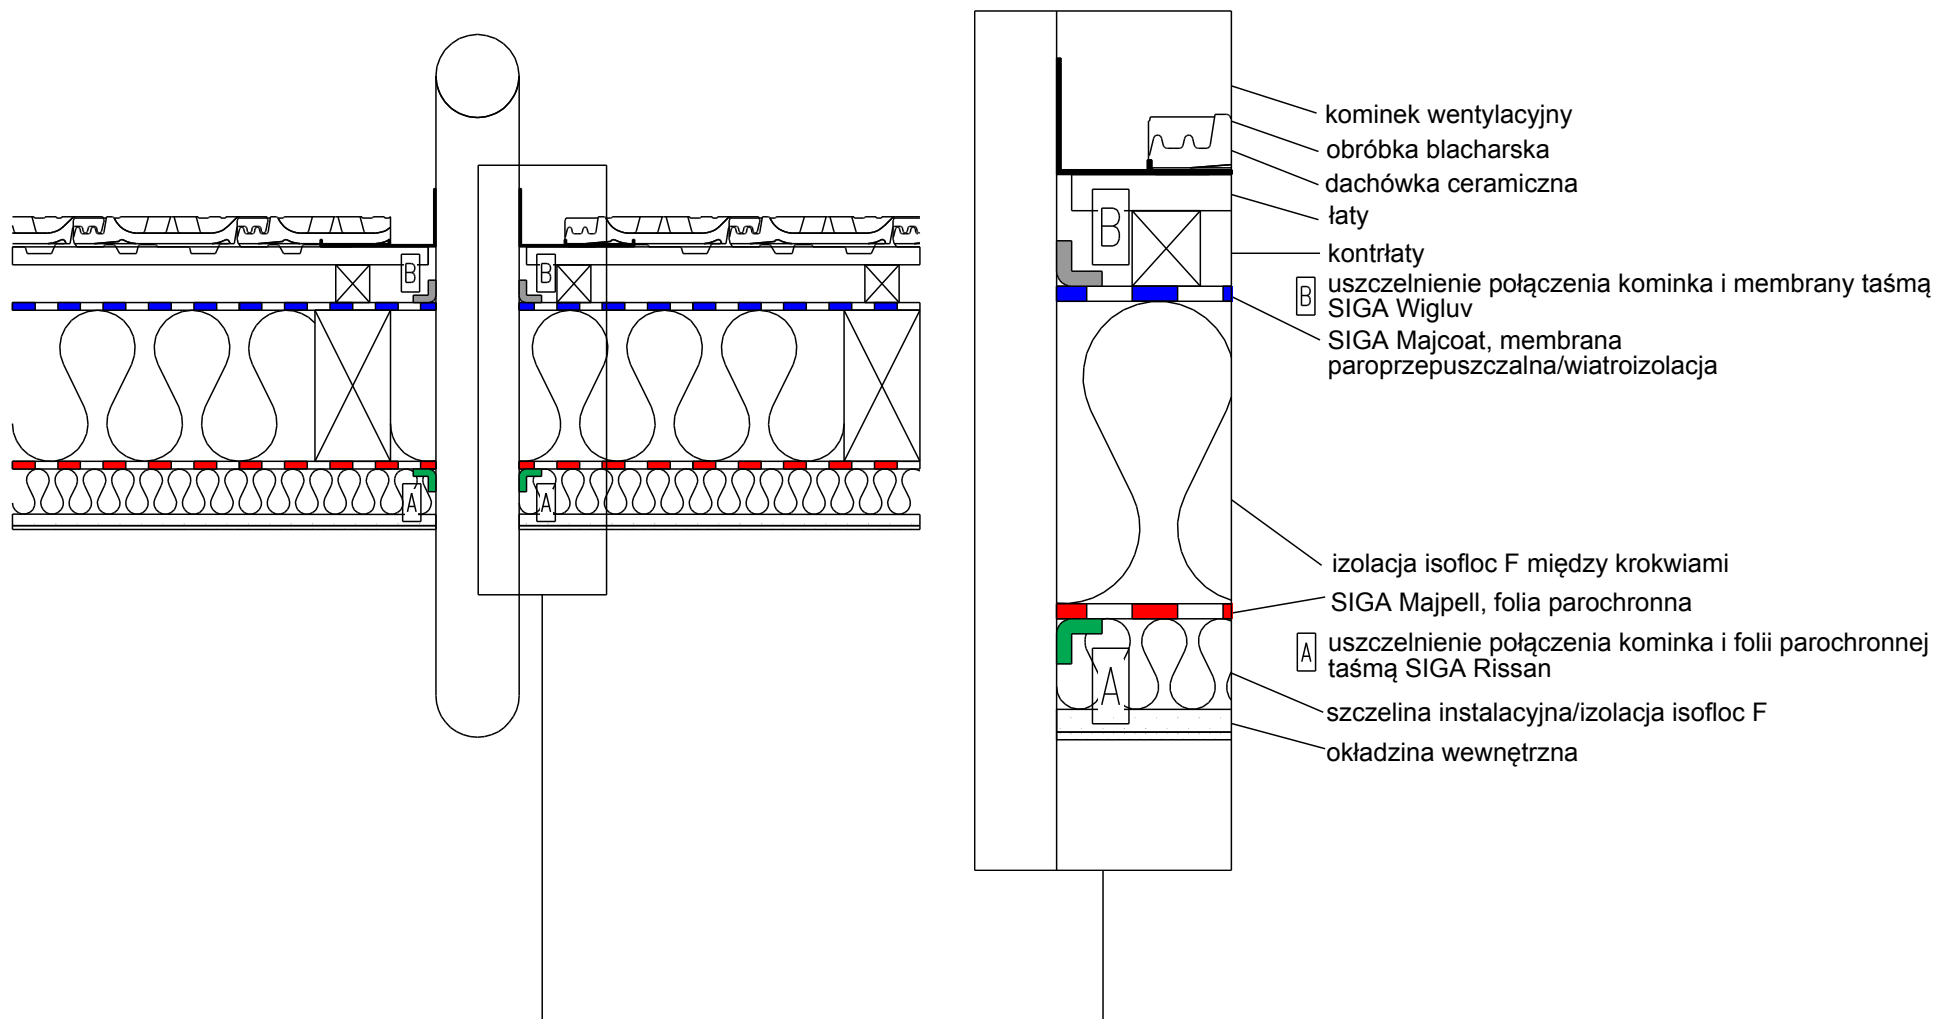 kominek wentylacyjny
obróbka blacharska
dachówka ceramiczna
łaty
kontrłaty
B uszczelnienie połączenia kominka i membrany taśmą
SIGA Wigluv
SIGA Majcoat, membrana
paroprzepuszczalna/wiatroizolacja
izolacja isofloc F między krokwiami
SIGA Majpell, folia parochronna
A uszczelnienie połączenia kominka i folii parochronnej
taśmą SIGA Rissan
szczelina instalacyjna/izolacja isofloc F
okładzina wewnętrzna
B
B
B
A
A
A